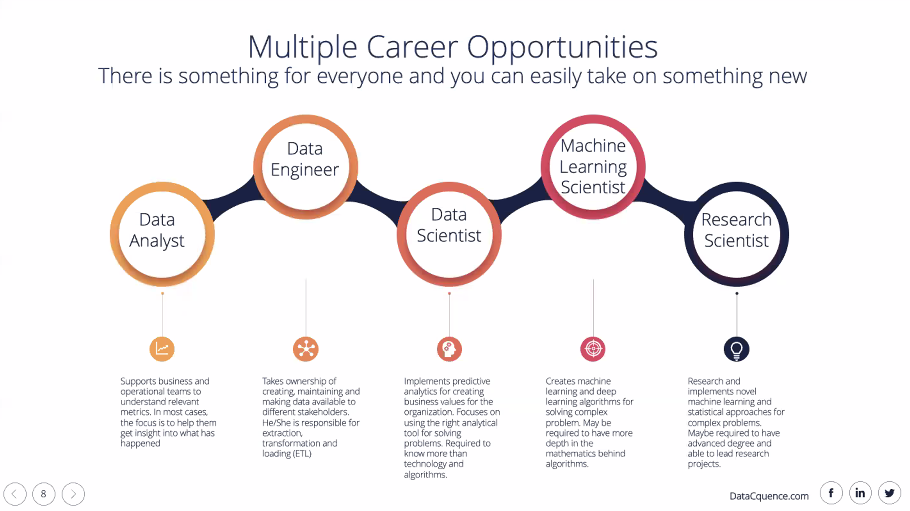 Multiple Career Opportunities
There is something for everyone and you can easily take on something new
Data
Analyst
Data
Engineer
Data
Scientist
Machine
Learning
Scientist
Research
Scientist
Supports business and
operational teams to
understand relevant
metrics. In most cases,
the focus is to help them
get insight into what has
happened
Takes ownership of
creating, maintaining and
making data available to
different stakeholders.
He/She is responsible for
extraction,
transformation and
loading (ETL)
Implements predictive
analytics for creating
business values for the
organization. Focuses on
using the right analytical
tool for solving
problems. Required to
know more than
technology and
algorithms.
Creates machine
learning and deep
learning algorithms for
solving complex
problem. May be
required to have more
depth in the
mathematics behind
algorithms.
Research and
implements novel
machine learning and
statistical approaches for
complex problems.
Maybe required to have
advanced degree and
able to lead research
projects.
8
DataCquence.com
f
in